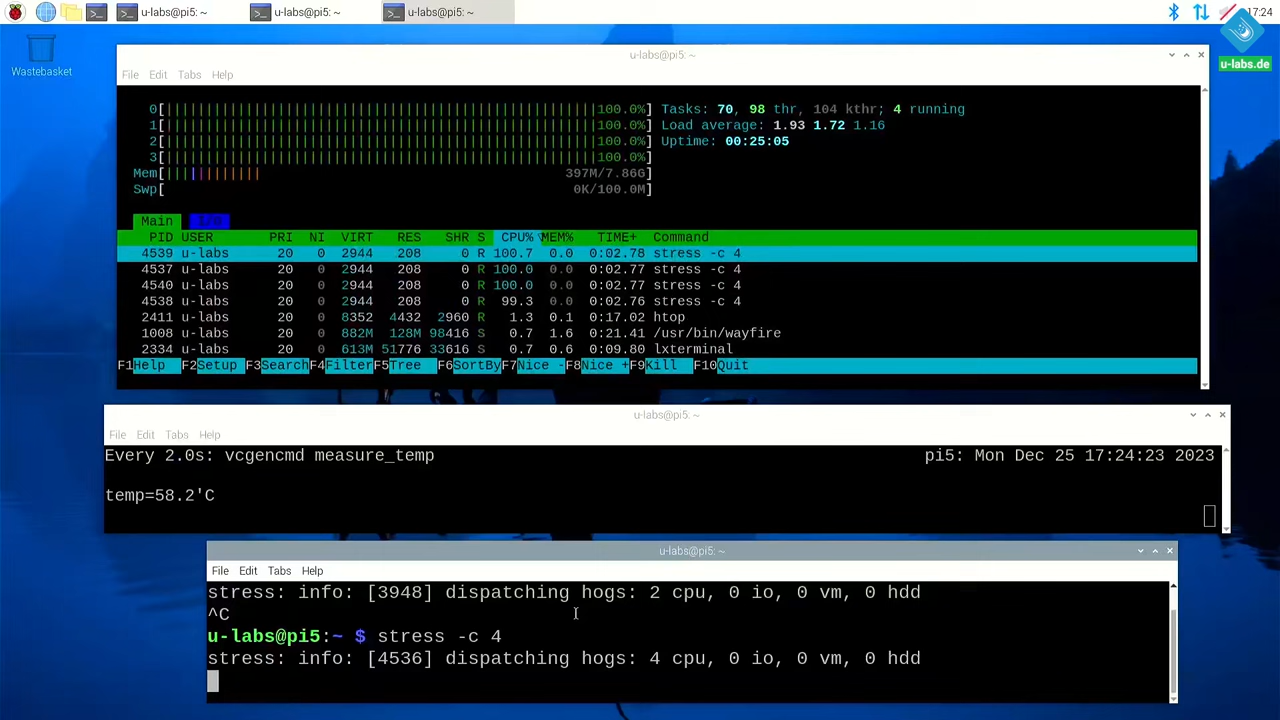 u-labs@pi5: ~
u-labs@pi5: ~
u-labs@pi5: ~
17:24
u-labs.de
Wastebasket
u-labs@pi5: ~
File Edit Tabs Help
0[||||||||||||||||||||||||||||||||||||||||||||||||||||||100.0%] Tasks: 70, 98 thr, 104 kthr; 4 running
1[||||||||||||||||||||||||||||||||||||||||||||||||||||||100.0%] Load average: 1.93 1.72 1.16
2[||||||||||||||||||||||||||||||||||||||||||||||||||||||100.0%] Uptime: 00:25:05
3[||||||||||||||||||||||||||||||||||||||||||||||||||||||100.0%]
Mem[|||||||||||| 397M/7.86G]
Swp[ 0K/100.0M]
Main I/O
PID USER PRI NI VIRT RES SHR S CPU%▽MEM% TIME+ Command
4539 u-labs 20 0 2944 208 0 R 100.7 0.0 0:02.78 stress -c 4
4537 u-labs 20 0 2944 208 0 R 100.0 0.0 0:02.77 stress -c 4
4540 u-labs 20 0 2944 208 0 R 100.0 0.0 0:02.77 stress -c 4
4538 u-labs 20 0 2944 208 0 R 99.3 0.0 0:02.76 stress -c 4
2411 u-labs 20 0 8352 4432 2960 R 1.3 0.1 0:17.02 htop
1008 u-labs 20 0 882M 128M 98416 S 0.7 1.6 0:21.41 /usr/bin/wayfire
2334 u-labs 20 0 613M 51776 33616 S 0.7 0.6 0:09.80 lxterminal
F1Help F2Setup F3SearchF4FilterF5Tree F6SortByF7Nice -F8Nice +F9Kill F10Quit
u-labs@pi5: ~
File Edit Tabs Help
Every 2.0s: vcgencmd measure_temp pi5: Mon Dec 25 17:24:23 2023
temp=58.2'C
u-labs@pi5: ~
File Edit Tabs Help
stress: info: [3948] dispatching hogs: 2 cpu, 0 io, 0 vm, 0 hdd
^C
u-labs@pi5:~ $ stress -c 4
stress: info: [4536] dispatching hogs: 4 cpu, 0 io, 0 vm, 0 hdd